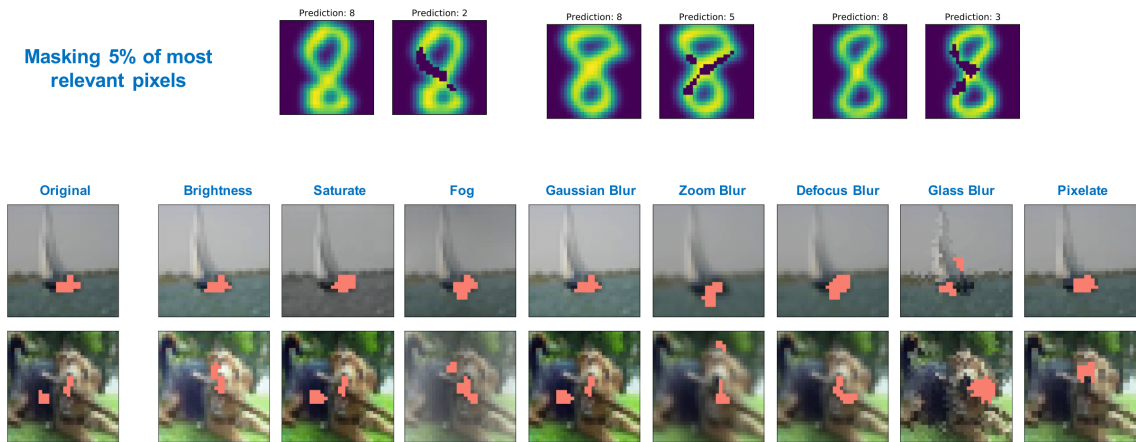 Prediction: 8
Prediction: 2
Prediction: 8
Prediction: 5
Prediction: 8
Prediction: 3
Masking 5% of most
relevant pixels
Original
Brightness
Saturate
Fog
Gaussian Blur
Zoom Blur
Defocus Blur
Glass Blur
Pixelate